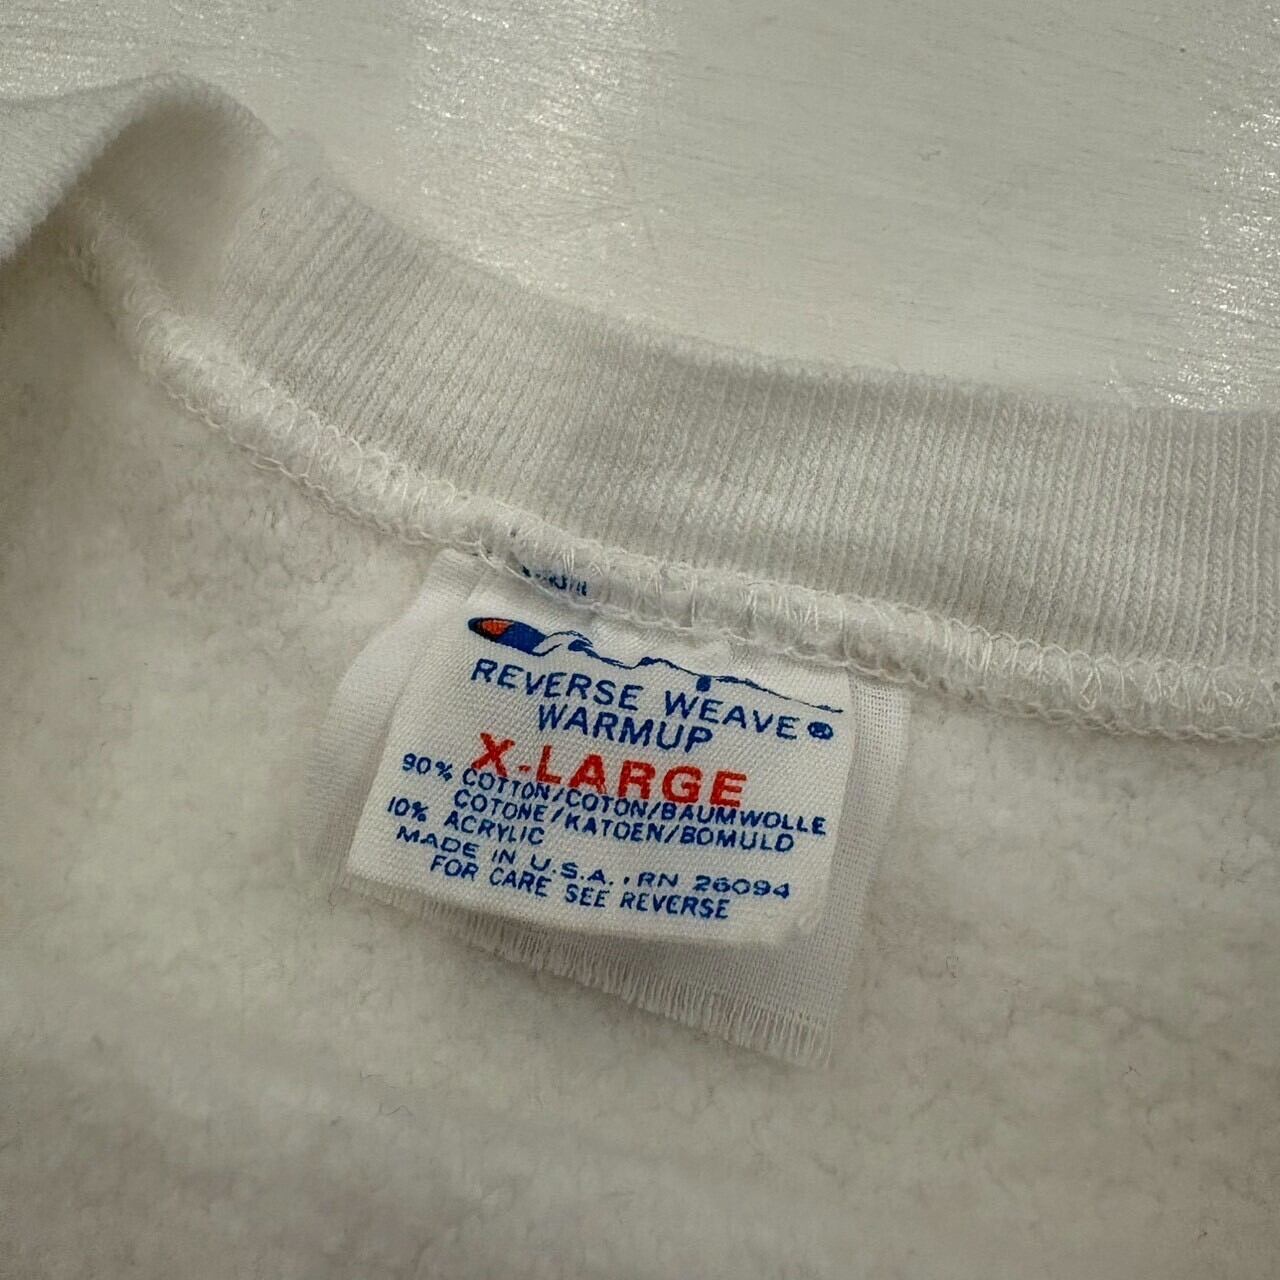 REVERSE WEAVE®
WARMUP
X-LARGE
90% COTTON/COTON/BAUMWOLLE
COTONE/KATOEN/BOMULD
10% ACRYLIC
MADE IN U.S.A. . RN 26094
FOR CARE SEE REVERSE